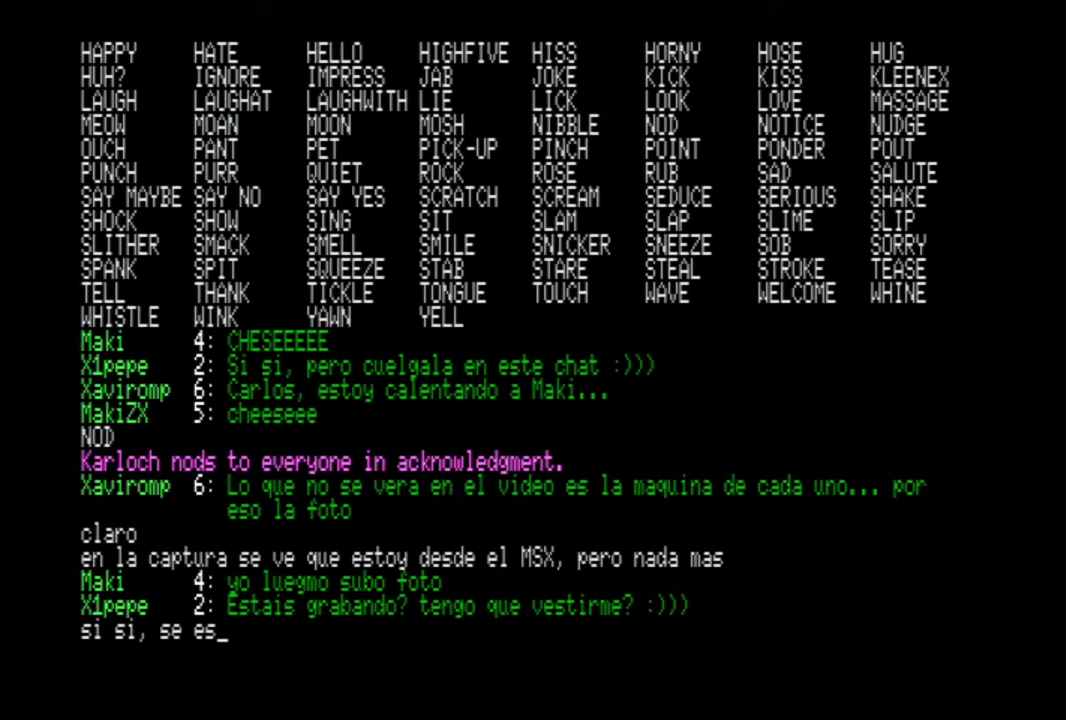 HAPPY HATE HELLO HIGHFIVE HISS HORNY HOSE HUG
HUH? IGNORE IMPRESS JAB JOKE KICK KISS KLEENEX
LAUGH LAUGHAT LAUGHWITH LIE LICK LOOK LOVE MASSAGE
MEOW MOAN MOON MOSH NIBBLE NOD NOTICE NUDGE
OUCH PANT PET PICK-UP PINCH POINT PONDER POUT
PUNCH PURR QUIET ROCK ROSE RUB SAD SALUTE
SAY MAYBE SAY NO SAY YES SCRATCH SCREAM SEDUCE SERIOUS SHAKE
SHOCK SHOW SING SIT SLAM SLAP SLIME SLIP
SLITHER SMACK SMELL SMILE SNICKER SNEEZE SOB SORRY
SPANK SPIT SQUEEZE STAB STARE STEAL STROKE TEASE
TELL THANK TICKLE TONGUE TOUCH WAVE WELCOME WHINE
WHISTLE WINK YAWN YELL
Maki 4: CHESEEEEE
X1pepe 2: Si si, pero cuelgala en este chat :)))
Xaviromp 6: Carlos, estoy calentando a Maki...
MakiZX 5: cheeseee
NOD
Karloch nods to everyone in acknowledgment.
Xaviromp 6: Lo que no se vera en el video es la maquina de cada uno... por
eso la foto
claro
en la captura se ve que estoy desde el MSX, pero nada mas
Maki 4: yo luegmo subo foto
X1pepe 2: Estais grabando? tengo que vestirme? :)))
si si, se es_